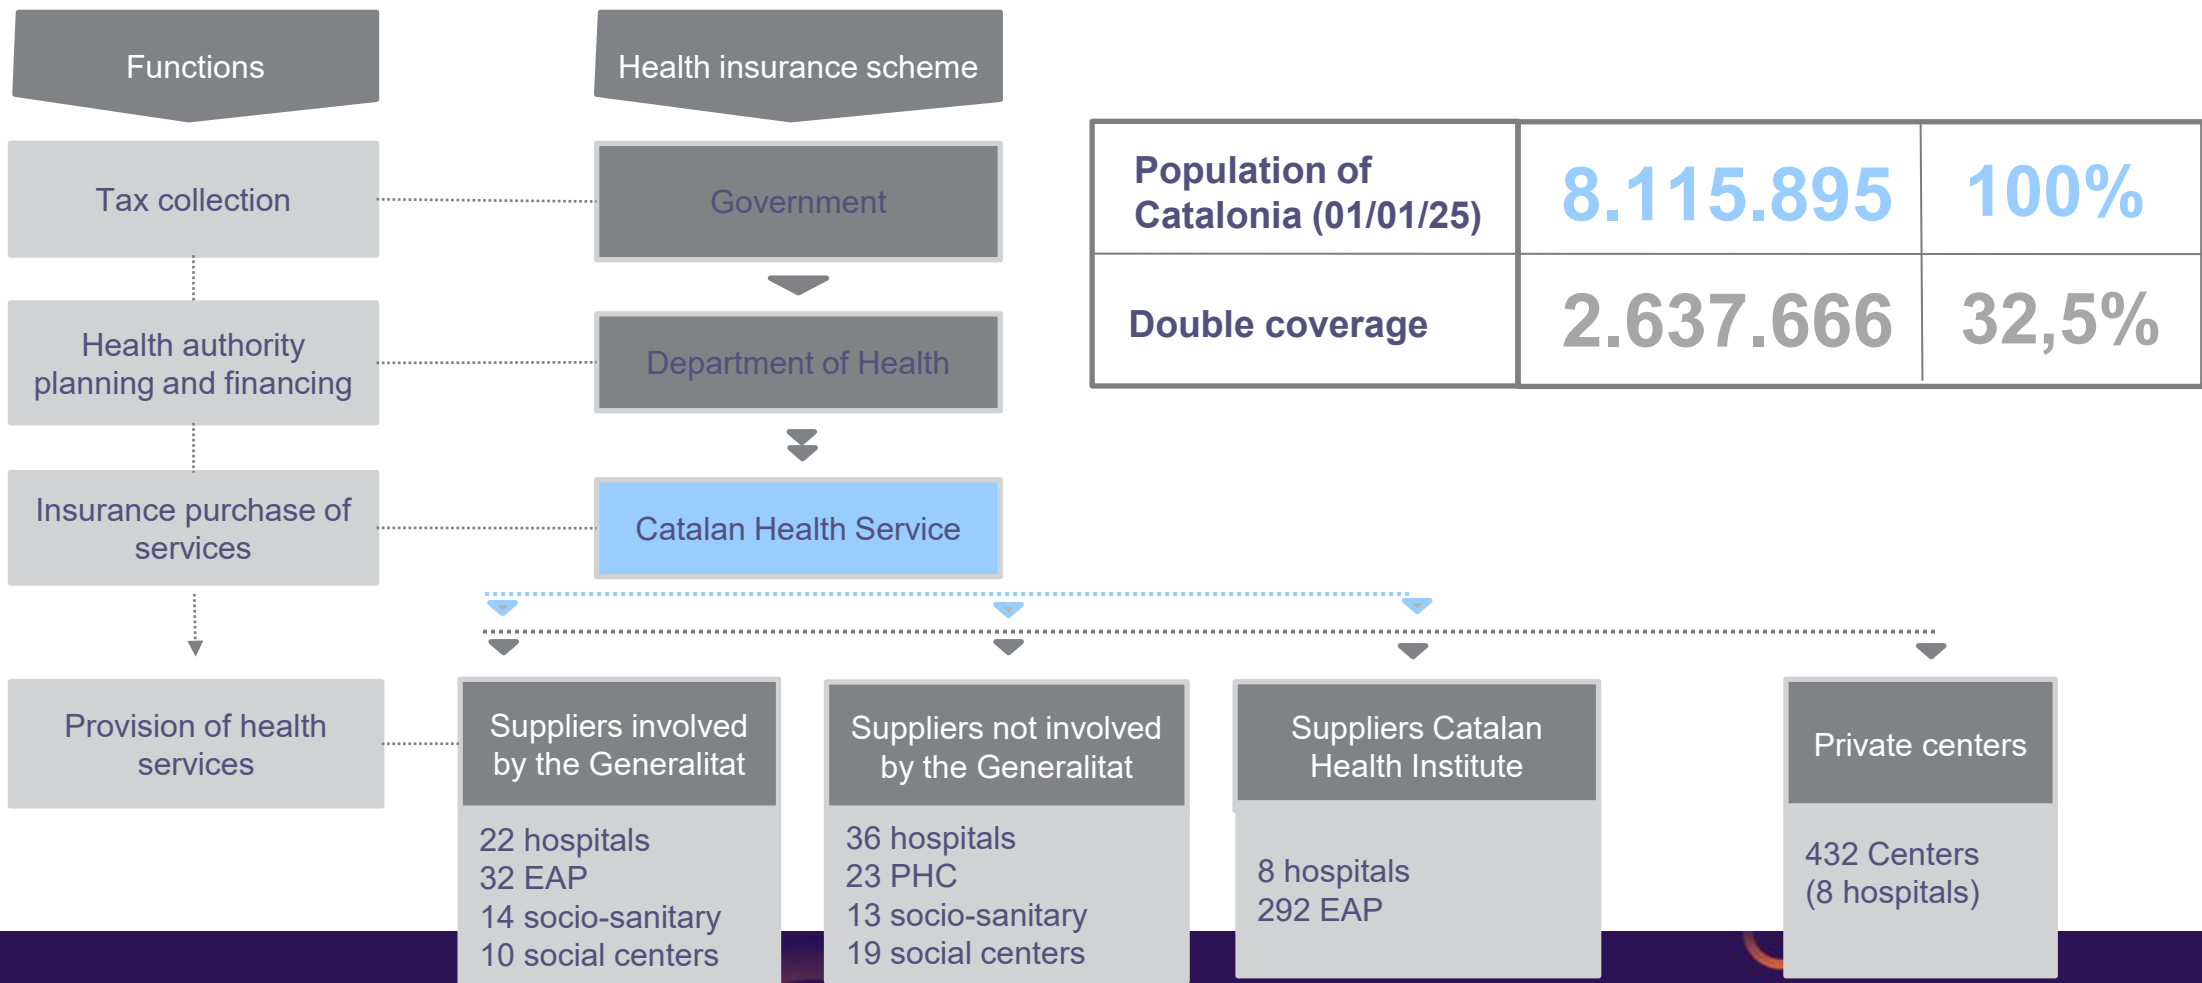 Functions
Health insurance scheme
Tax collection
Government
Population of
Catalonia (01/01/25)
8.115.895
100%
Double coverage
2.637.666
32,5%
Health authority
planning and financing
Department of Health
Insurance purchase of
services
Catalan Health Service
Provision of health
services
Suppliers involved
by the Generalitat
22 hospitals
32 EAP
14 socio-sanitary
10 social centers
Suppliers not involved
by the Generalitat
36 hospitals
23 PHC
13 socio-sanitary
19 social centers
Suppliers Catalan
Health Institute
8 hospitals
292 EAP
Private centers
432 Centers
(8 hospitals)